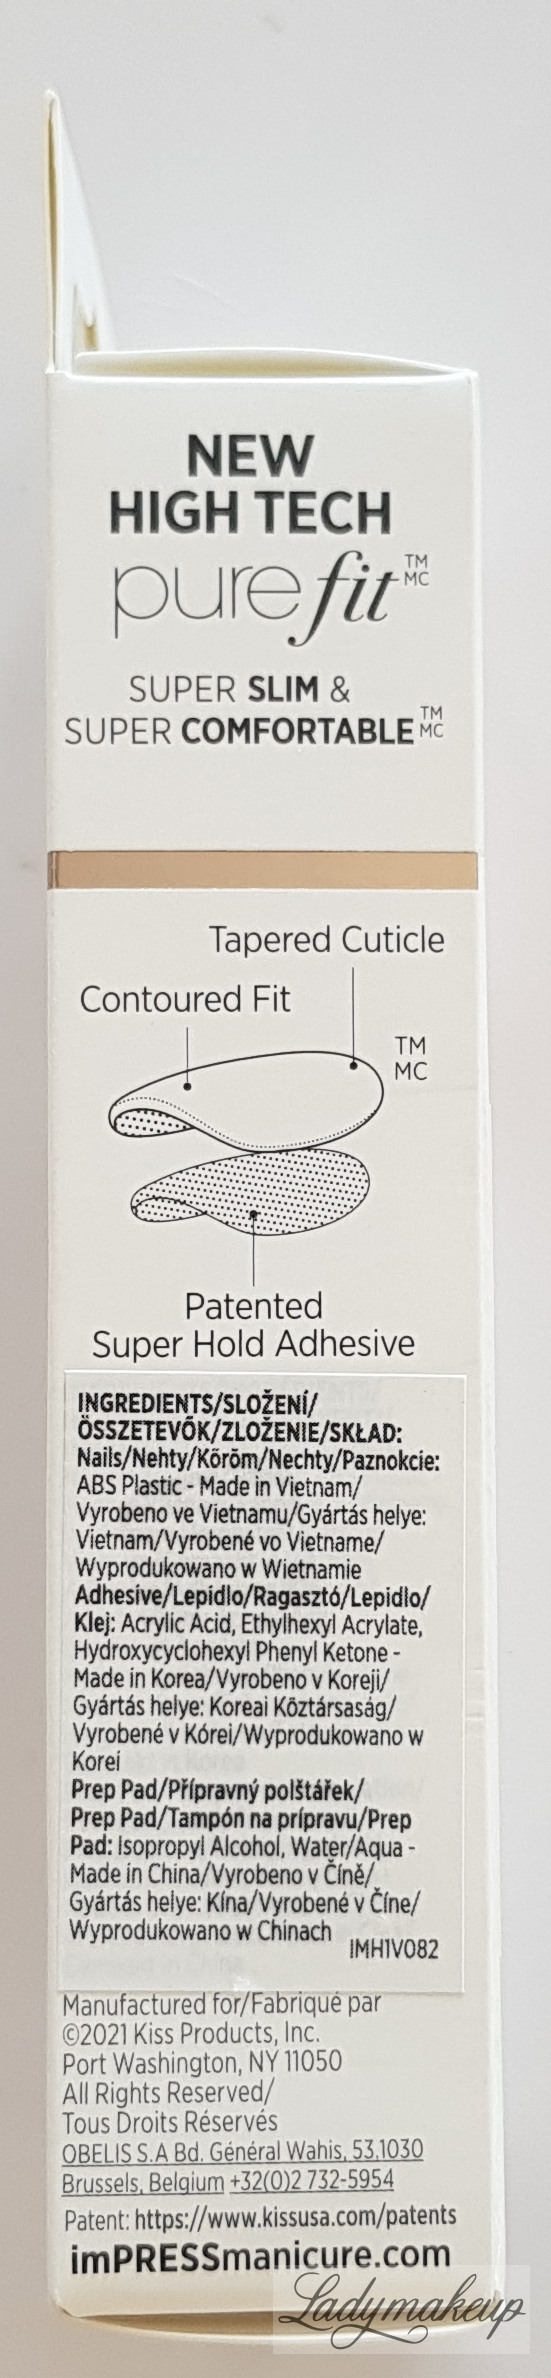 NEW
HIGH TECH
purefit TM MC
SUPER SLIM &
SUPER COMFORTABLE TM MC
Tapered Cuticle
Contoured Fit
TM
MC
Patented
Super Hold Adhesive
INGREDIENTS/SLOŽENÍ/
ÖSSZETEVŐK/ZLOŽENIE/SKŁAD:
Nails/Nehty/Köröm/Nechty/Paznokcie:
ABS Plastic - Made in Vietnam/
Vyrobeno ve Vietnamu/Gyártás helye:
Vietnam/Vyrobené vo Vietname/
Wyprodukowano w Wietnamie
Adhesive/Lepidlo/Ragasztó/Lepidlo/
Klej: Acrylic Acid, Ethylhexyl Acrylate,
Hydroxycyclohexyl Phenyl Ketone -
Made in Korea/Vyrobeno v Koreji/
Gyártás helye: Koreai Köztársaság/
Vyrobené v Kórei/Wyprodukowano w
Korei
Prep Pad/Přípravný polštářek/
Prep Pad/Tampón na prípravu/Prep
Pad: Isopropyl Alcohol, Water/Aqua -
Made in China/Vyrobeno v Číně/
Gyártás helye: Kína/Vyrobené v Číne/
Wyprodukowano w Chinach
IMH1V082
Manufactured for/Fabriqué par
©2021 Kiss Products, Inc.
Port Washington, NY 11050
All Rights Reserved/
Tous Droits Réservés
OBELIS S.A Bd. Général Wahis, 53,1030
Brussels, Belgium +32(0)2 732-5954
Patent: https://www.kissusa.com/patents
imPRESSmanicure.com
Ladymakeup